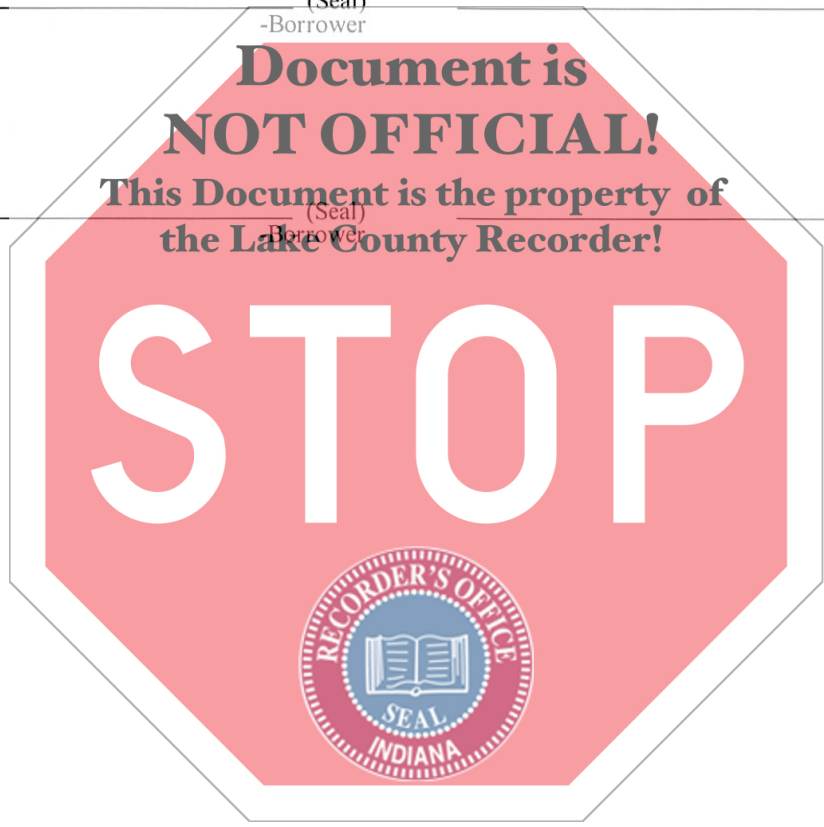 (Seal)
-Borrower
Document is
NOT OFFICIAL!
This Document is the property of
(Seal)
the Lake County Recorder!
-Borrower
STOP
RECORDER'S OFFICE
SEAL
INDIANA